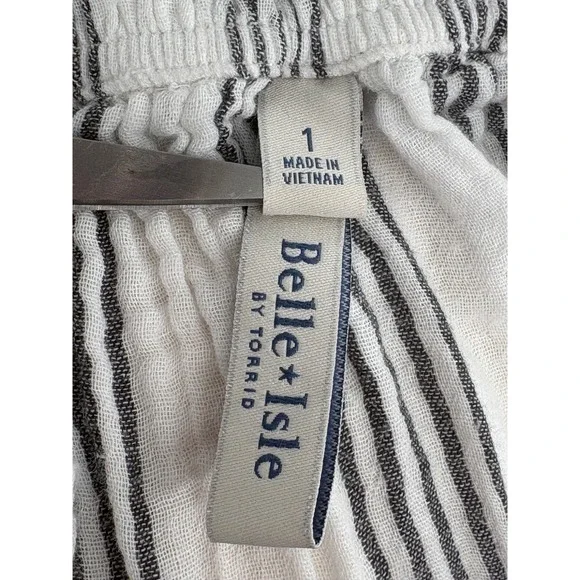 1
MADE IN
VIETNAM
Belle★Isle
BY TORRID